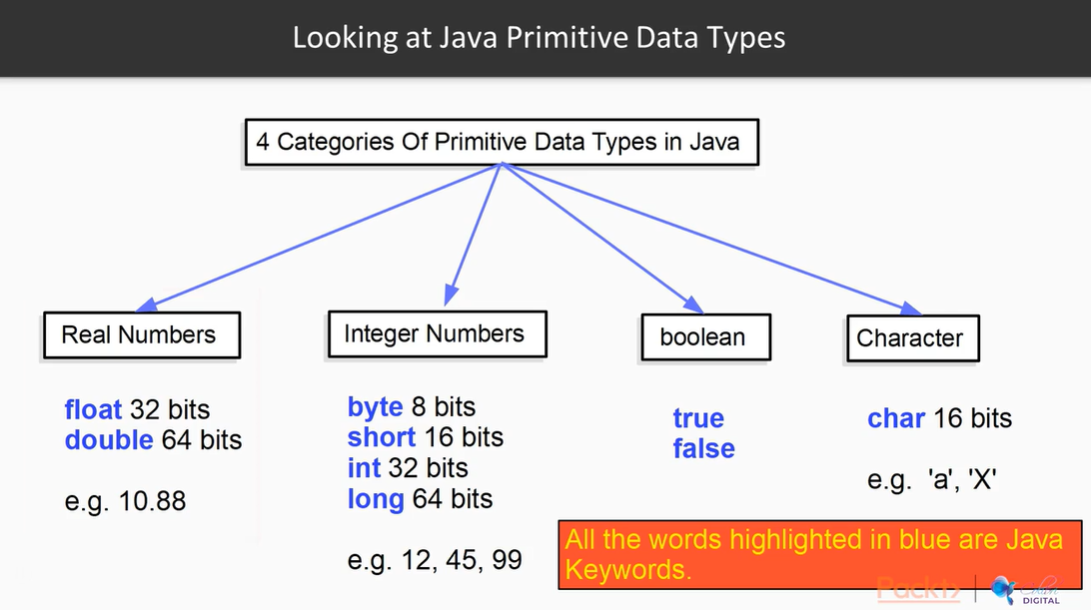 Looking at Java Primitive Data Types
4 Categories Of Primitive Data Types in Java
Real Numbers
float 32 bits
double 64 bits
e.g. 10.88
Integer Numbers
byte 8 bits
short 16 bits
int 32 bits
long 64 bits
e.g. 12, 45, 99
boolean
true
false
Character
char 16 bits
e.g. 'a', 'X'
All the words highlighted in blue are Java
Keywords.
Packt>
DIGITAL